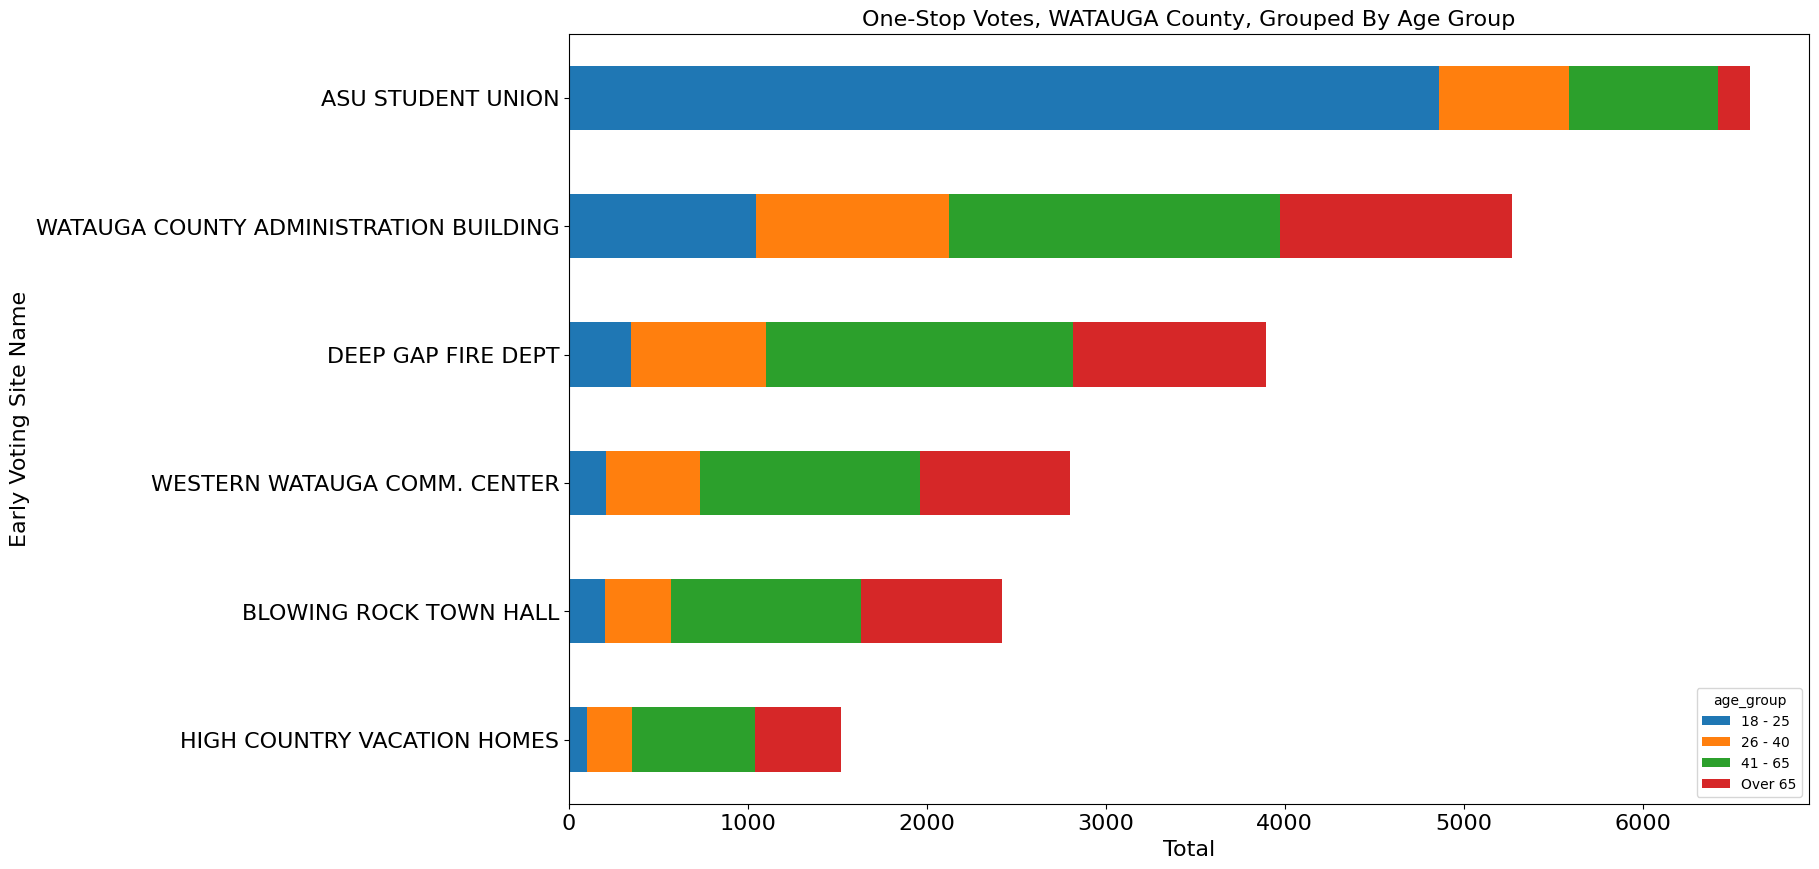 One-Stop Votes, WATAUGA County, Grouped By Age Group
Early Voting Site Name
ASU STUDENT UNION
WATAUGA COUNTY ADMINISTRATION BUILDING
DEEP GAP FIRE DEPT
WESTERN WATAUGA COMM. CENTER
BLOWING ROCK TOWN HALL
HIGH COUNTRY VACATION HOMES
age_group
18 - 25
26 - 40
41 - 65
Over 65
0 1000 2000 3000 4000 5000 6000
Total